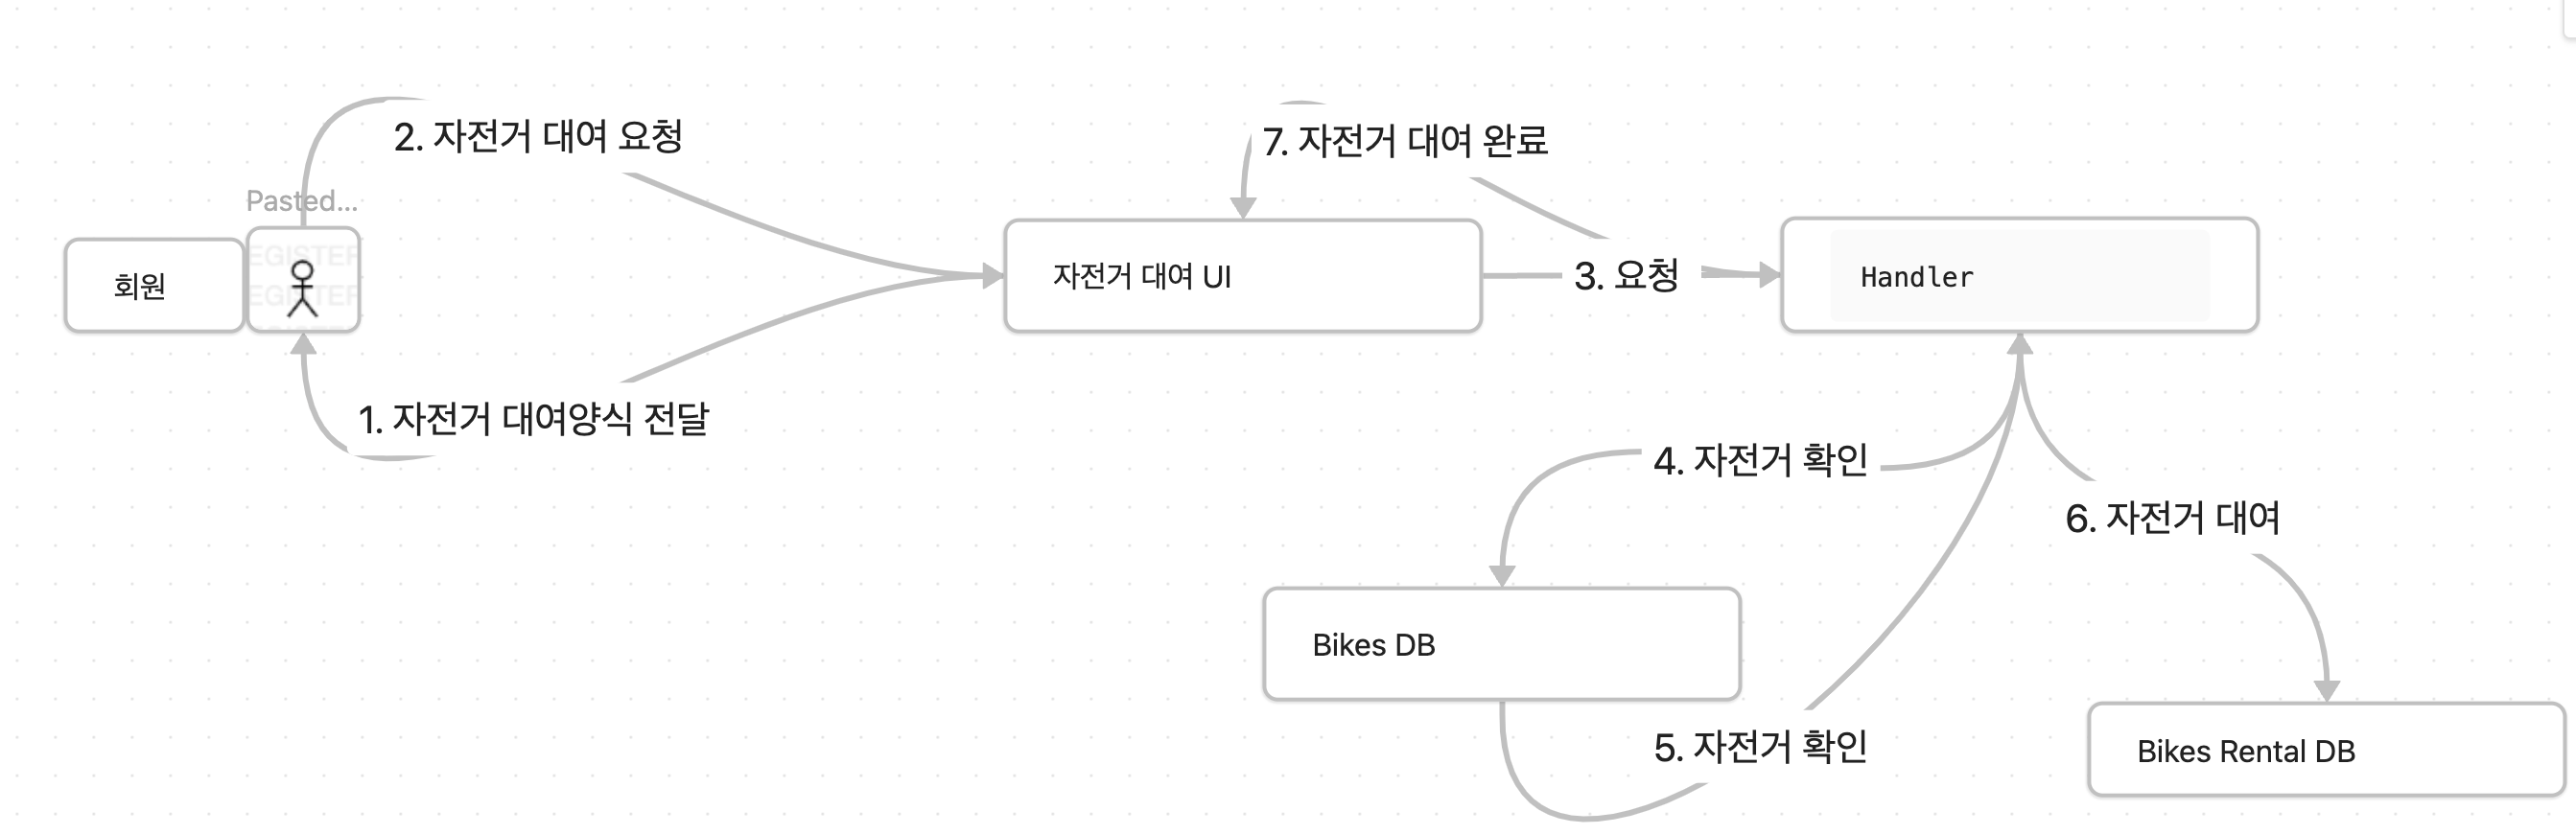 2. 자전거 대여 요청
7. 자전거 대여 완료
Pasted...
회원
EGISTER
EGISTER
자전거 대여 UI
3. 요청
Handler
1. 자전거 대여양식 전달
4. 자전거 확인
6. 자전거 대여
Bikes DB
5. 자전거 확인
Bikes Rental DB